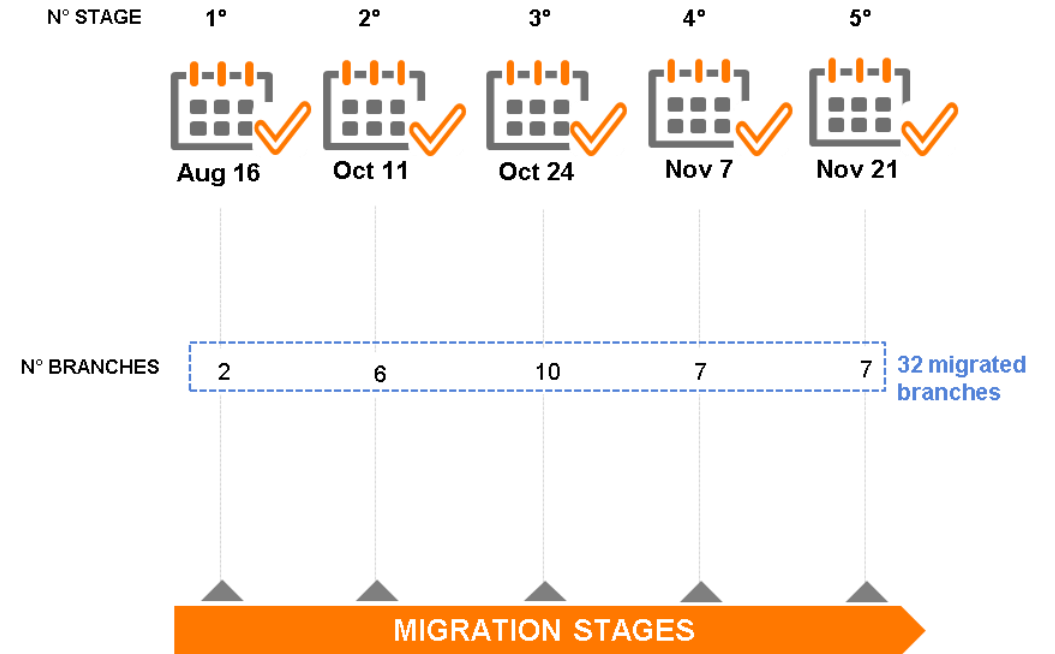 N° STAGE 1° 2° 3° 4° 5°
Aug 16 Oct 11 Oct 24 Nov 7 Nov 21
N° BRANCHES 2 6 10 7 7 32 migrated
branches
MIGRATION STAGES